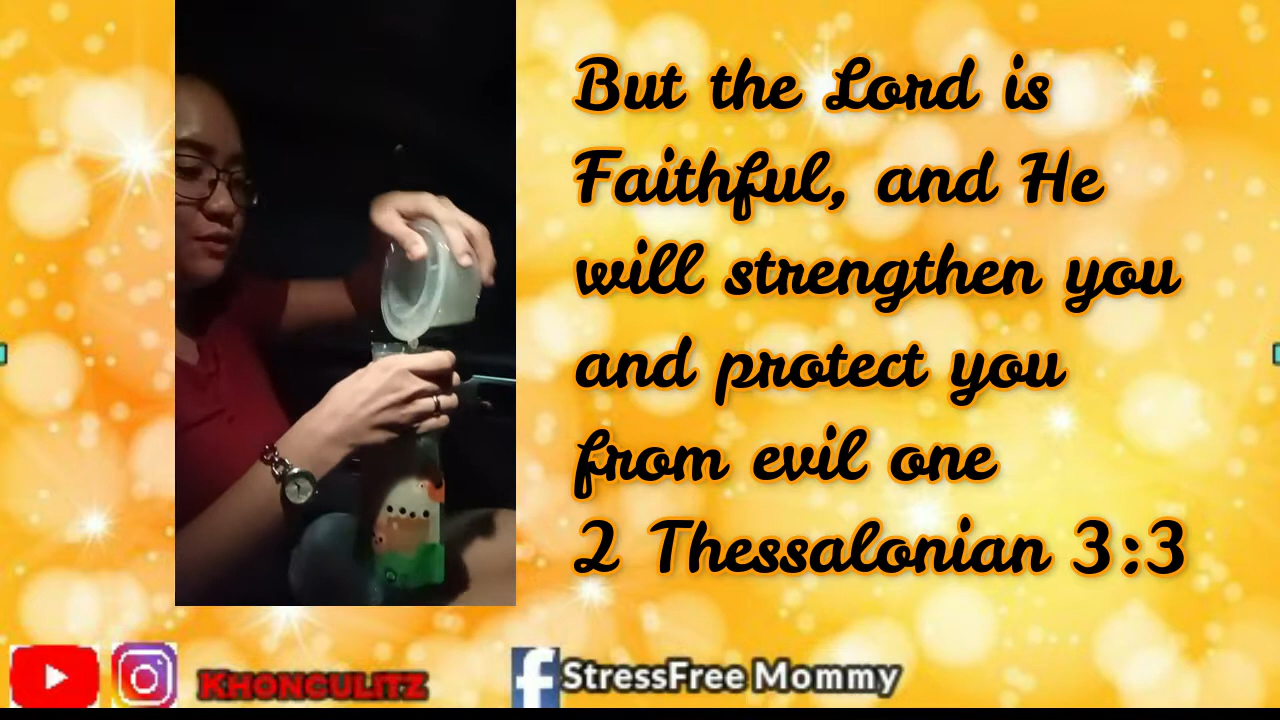 But the Lord is
Faithful, and He
will strengthen you
and protect you
from evil one
2 Thessalonian 3:3
KHONGULITZ
StressFree Mommy